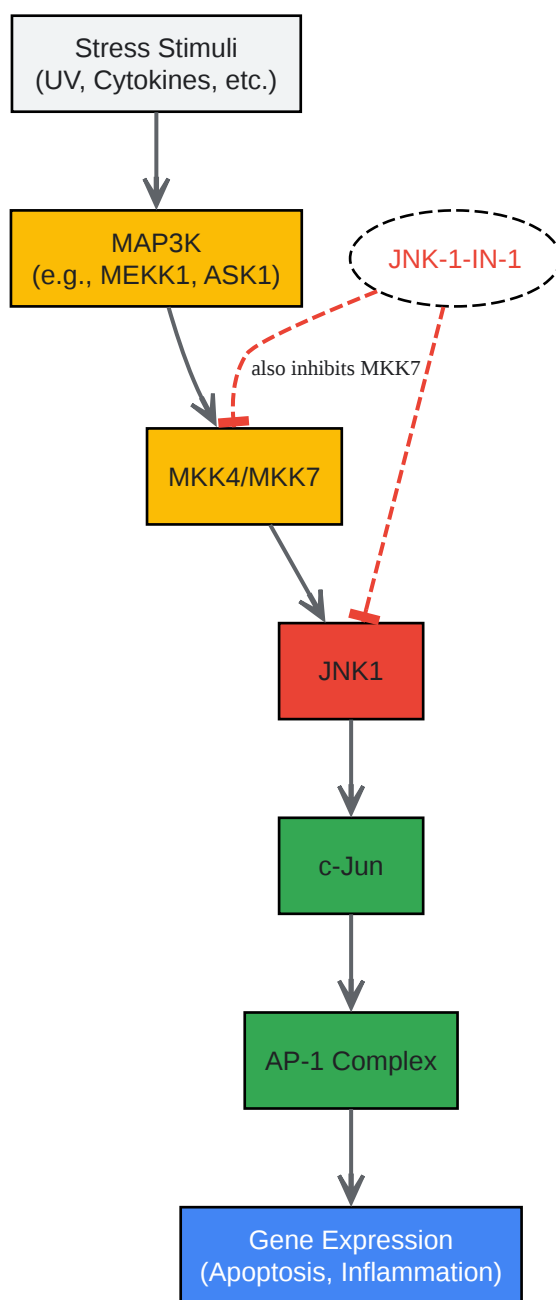 Stress Stimuli
(UV, Cytokines, etc.)
MAP3K
(e.g., MEKK1, ASK1)
JNK-1-IN-1
also inhibits MKK7
MKK4/MKK7
JNK1
c-Jun
AP-1 Complex
Gene Expression
(Apoptosis, Inflammation)